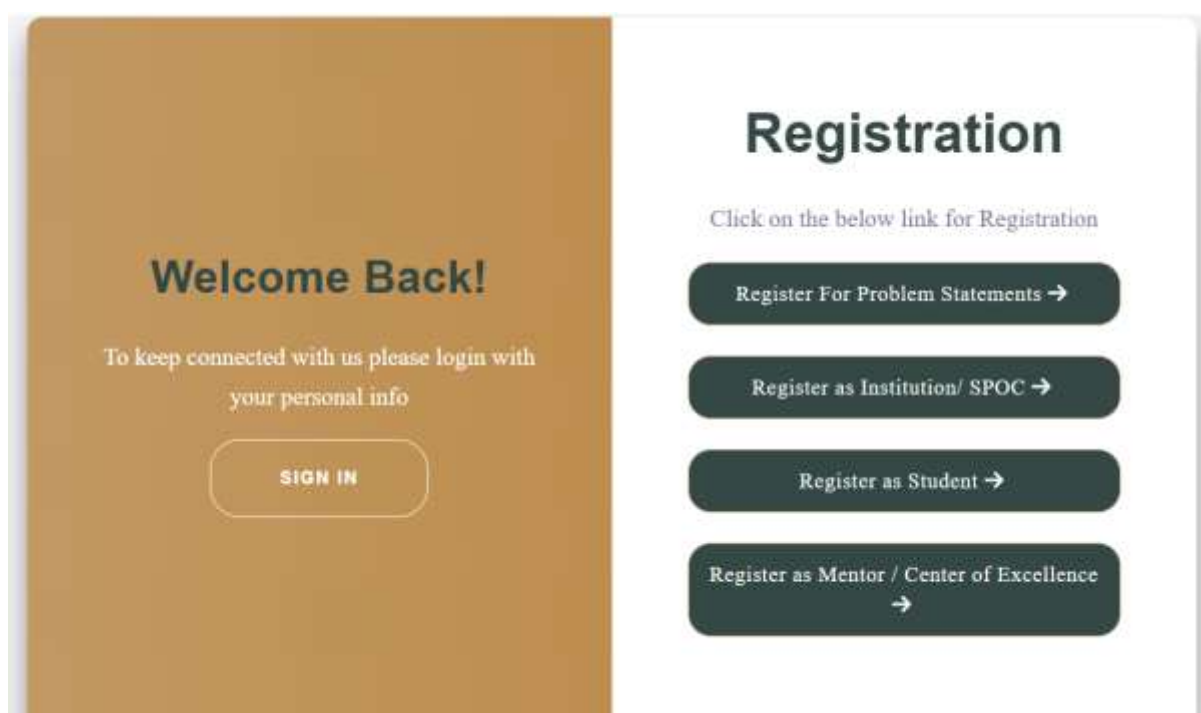 Welcome Back!
To keep connected with us please login with
your personal info
SIGN IN
Registration
Click on the below link for Registration
Register For Problem Statements →
Register as Institution/ SPOC →
Register as Student →
Register as Mentor / Center of Excellence
→